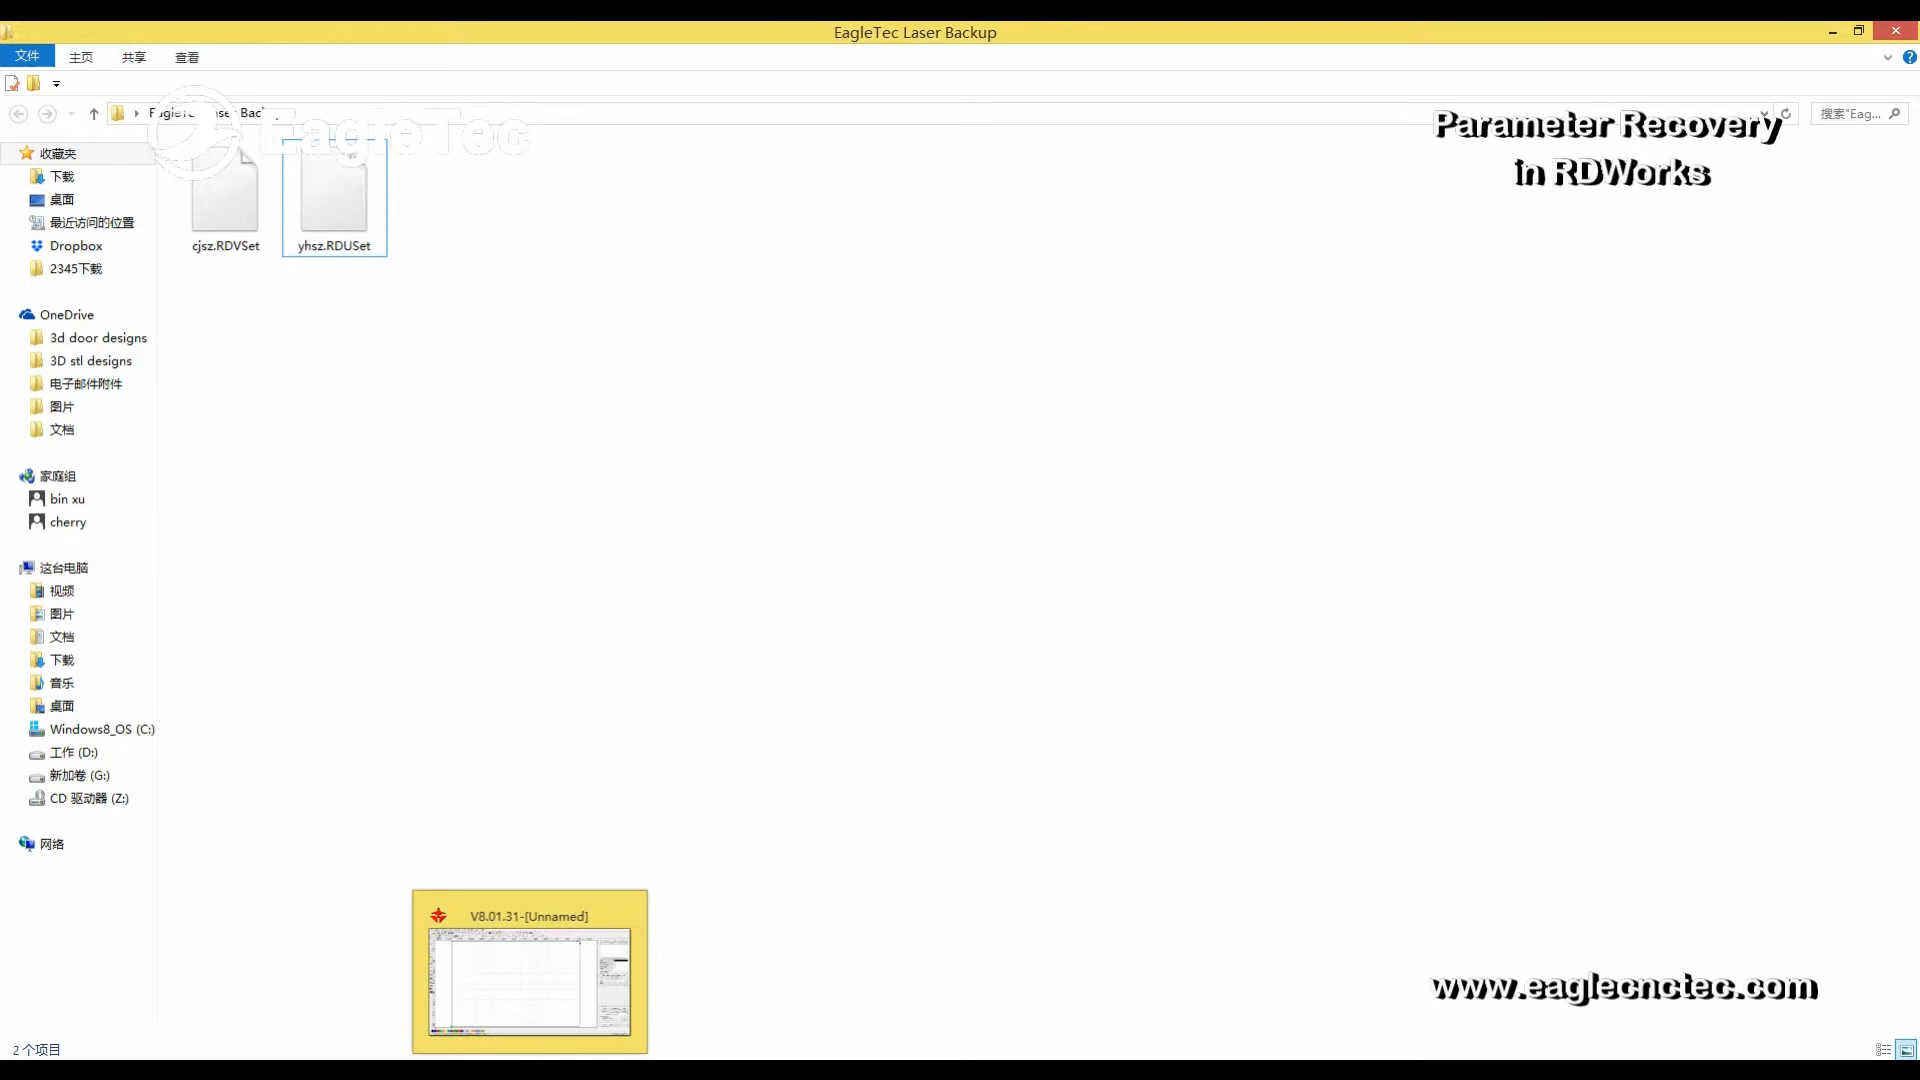 EagleTec Laser Backup
文件 主页 共享 查看
EagleTec Laser Backup
搜索"Eag...
EagleTec
Parameter Recovery
in RDWorks
收藏夹
下载
桌面
最近访问的位置
Dropbox
2345下载
cjsz.RDVSet
yhsz.RDUSet
OneDrive
3d door designs
3D stl designs
电子邮件附件
图片
文档
家庭组
bin xu
cherry
这台电脑
视频
图片
文档
下载
音乐
桌面
Windows8_OS (C:)
工作 (D:)
新加卷 (G:)
CD 驱动器 (Z:)
网络
V8.01.31-[Unnamed]
www.eaglecnctec.com
2 个项目